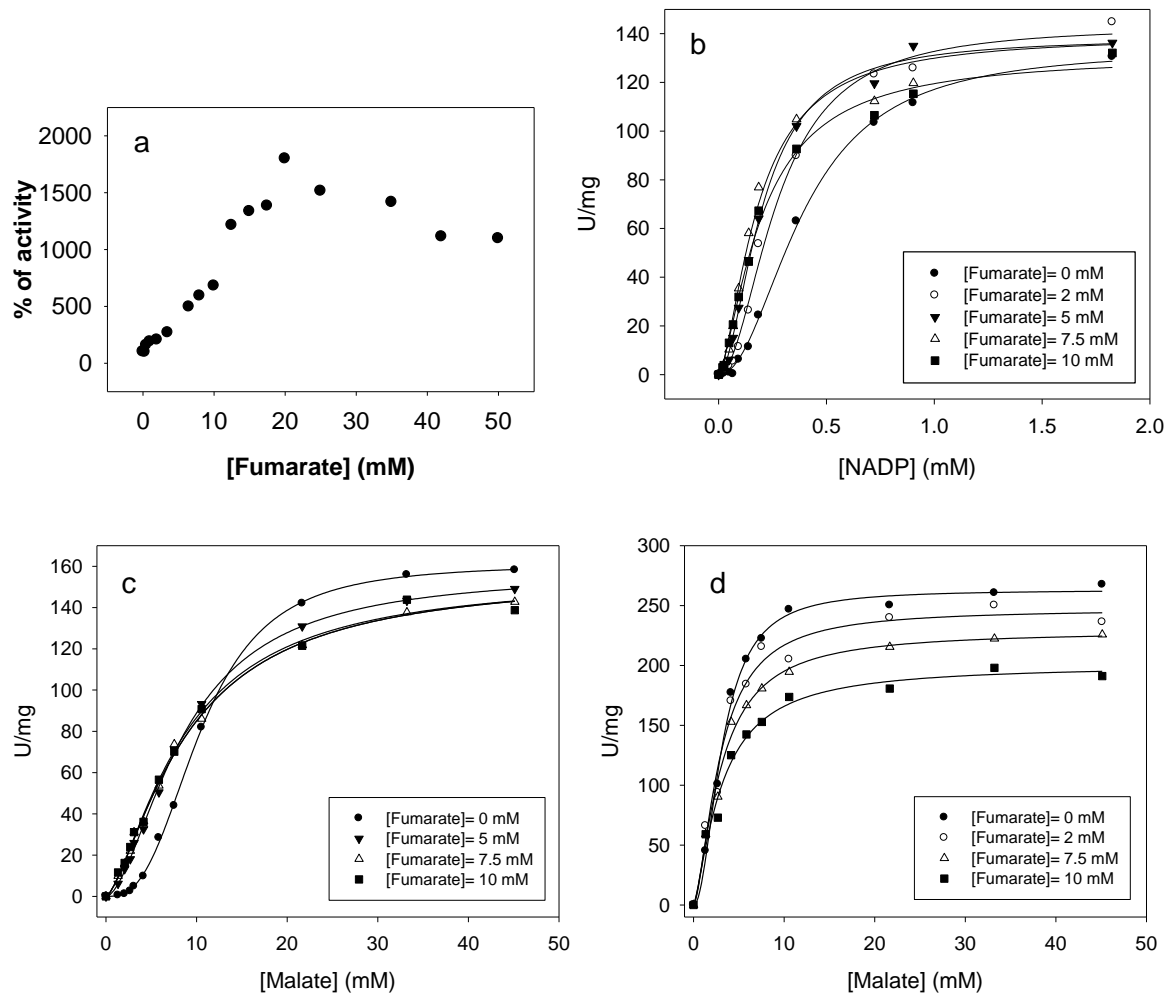 a
% of activity
2000
1500
1000
500
0
0 10 20 30 40 50
[Fumarate] (mM)
b
U/mg
140
120
100
80
60
40
20
0
0.0 0.5 1.0 1.5 2.0
[NADP] (mM)
[Fumarate]= 0 mM
[Fumarate]= 2 mM
[Fumarate]= 5 mM
[Fumarate]= 7.5 mM
[Fumarate]= 10 mM
c
U/mg
160
140
120
100
80
60
40
20
0
0 10 20 30 40 50
[Malate] (mM)
[Fumarate]= 0 mM
[Fumarate]= 5 mM
[Fumarate]= 7.5 mM
[Fumarate]= 10 mM
d
U/mg
300
250
200
150
100
50
0
0 10 20 30 40 50
[Malate] (mM)
[Fumarate]= 0 mM
[Fumarate]= 2 mM
[Fumarate]= 7.5 mM
[Fumarate]= 10 mM